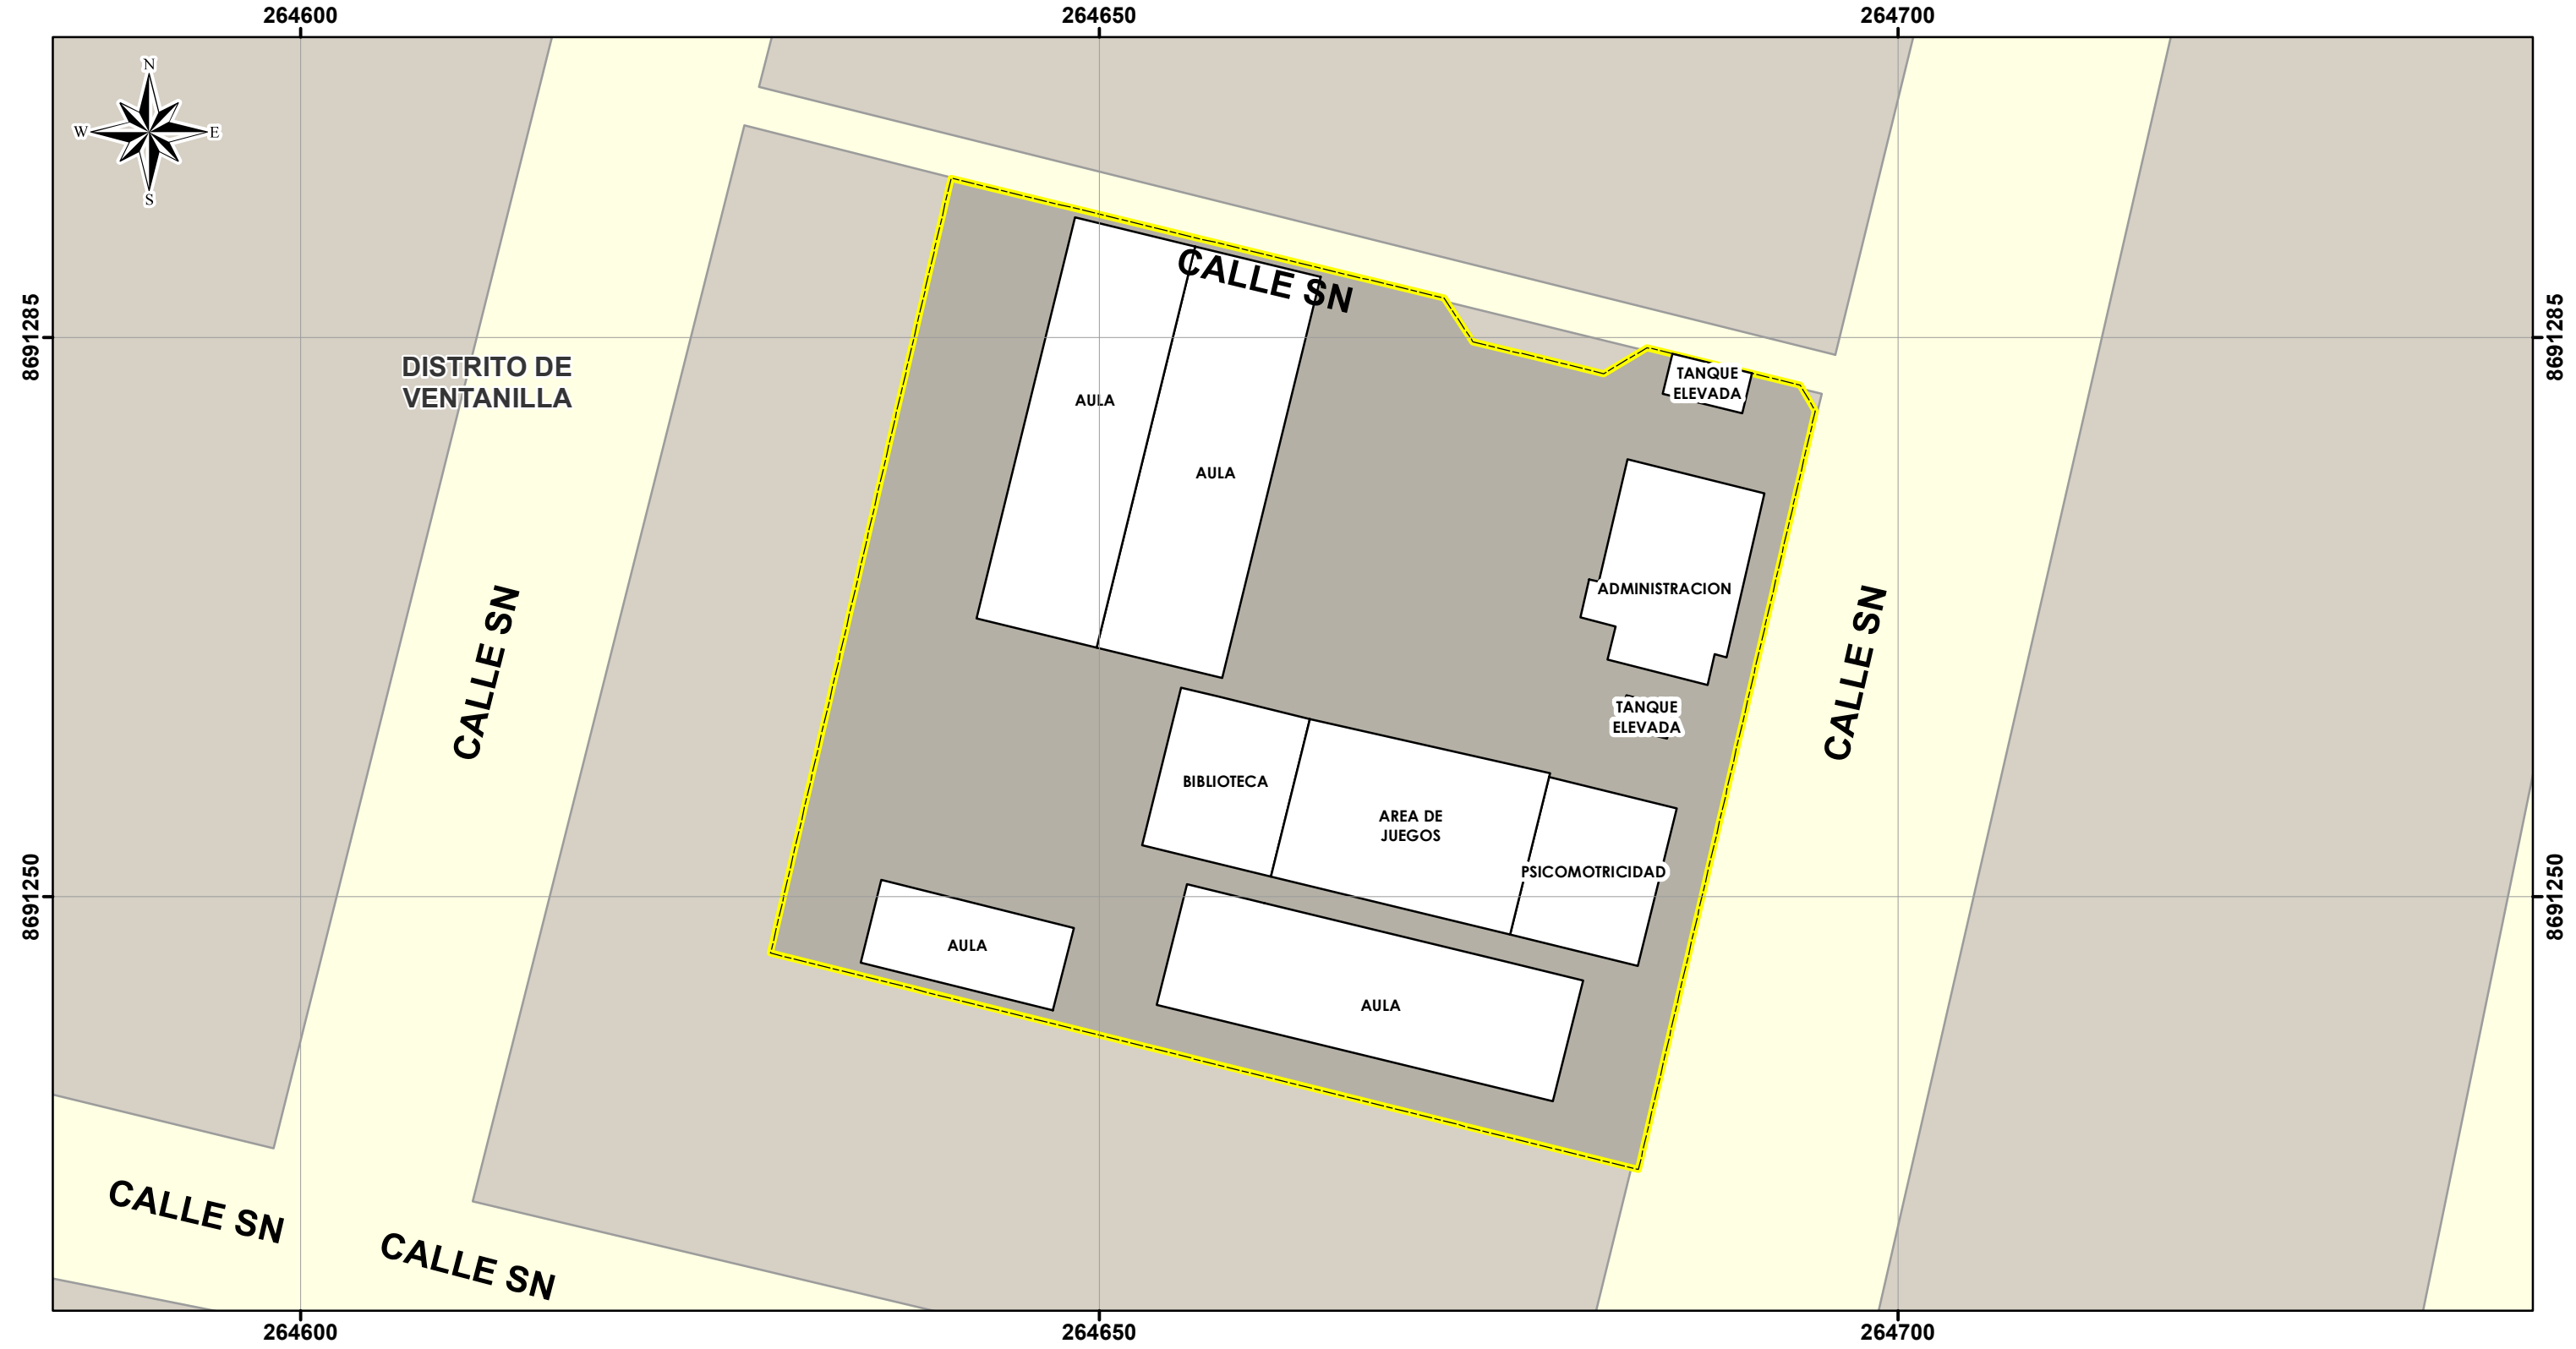 264600
264650
264700
N
W
E
S
8691285
8691285
CALLE SN
DISTRITO DE
VENTANILLA
TANQUE
ELEVADA
AULA
AULA
ADMINISTRACION
CALLE SN
CALLE SN
TANQUE
ELEVADA
BIBLIOTECA
AREA DE
JUEGOS
PSICOMOTRICIDAD
8691250
8691250
AULA
AULA
CALLE SN
CALLE SN
264600
264650
264700